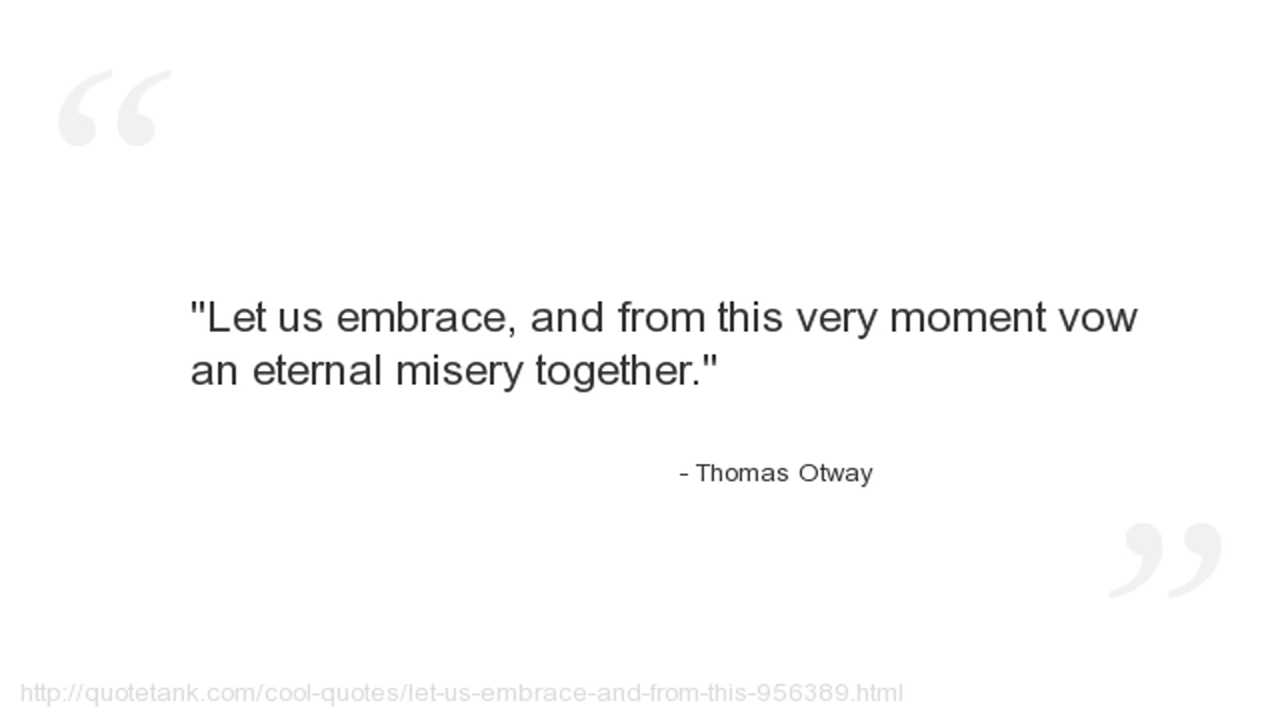 "Let us embrace, and from this very moment vow
an eternal misery together."
- Thomas Otway
http://quotetank.com/cool-quotes/let-us-embrace-and-from-this-956389.html